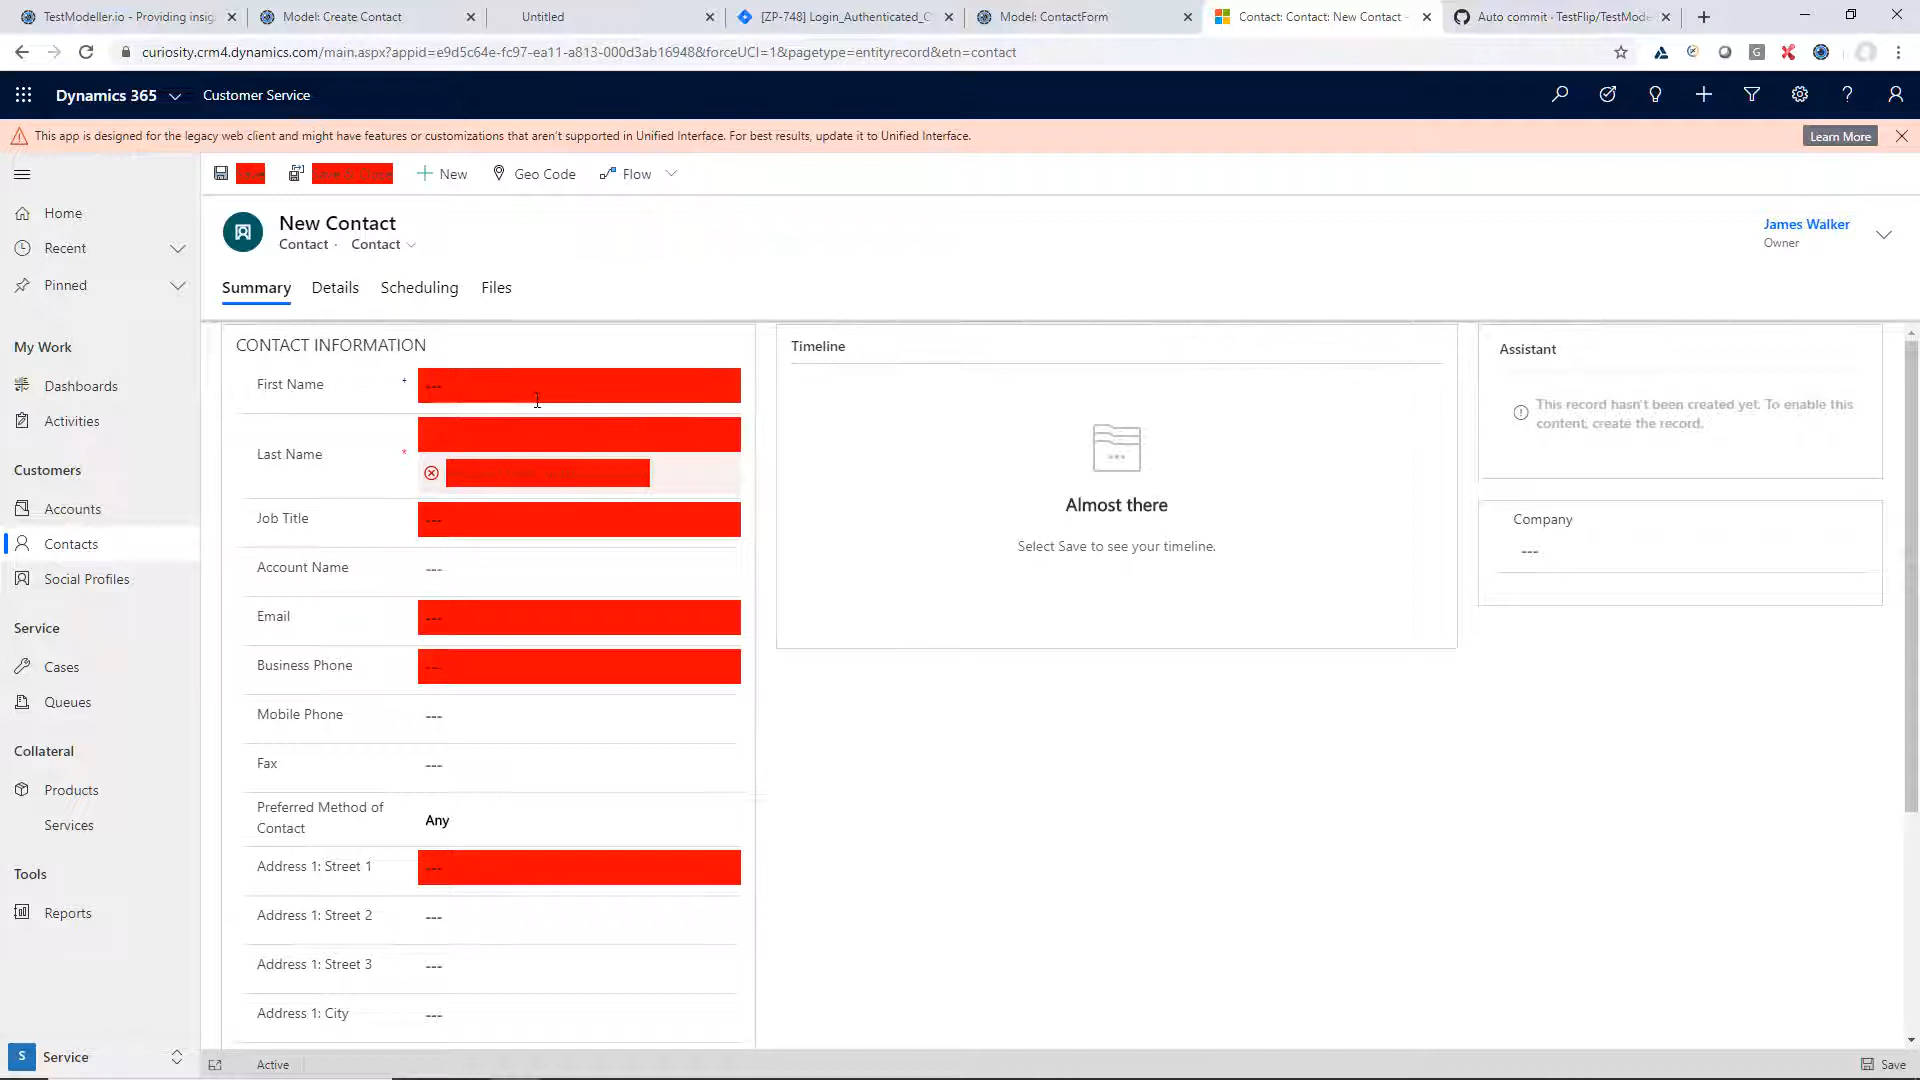 TestModeller.io - Providing insig
Model: Create Contact
Untitled
[ZP-748] Login_Authenticated_C
Model: ContactForm
Contact: Contact: New Contact -
Auto commit · TestFlip/TestMode
curiosity.crm4.dynamics.com/main.aspx?appid=e9d5c64e-fc97-ea11-a813-000d3ab16948&forceUCI=1&pagetype=entityrecord&etn=contact
Dynamics 365
Customer Service
This app is designed for the legacy web client and might have features or customizations that aren't supported in Unified Interface. For best results, update it to Unified Interface.
Learn More
Save
Save & Close
New
Geo Code
Flow
Home
Recent
Pinned
My Work
Dashboards
Activities
Customers
Accounts
Contacts
Social Profiles
Service
Cases
Queues
Collateral
Products
Services
Tools
Reports
S Service
New Contact
Contact · Contact
James Walker
Owner
Summary
Details
Scheduling
Files
CONTACT INFORMATION
First Name + ---
Last Name *
Job Title ---
Account Name ---
Email ---
Business Phone ---
Mobile Phone ---
Fax ---
Preferred Method of
Contact
Any
Address 1: Street 1 ---
Address 1: Street 2 ---
Address 1: Street 3 ---
Address 1: City ---
Timeline
Almost there
Select Save to see your timeline.
Assistant
This record hasn't been created yet. To enable this
content, create the record.
Company
---
Active
Save